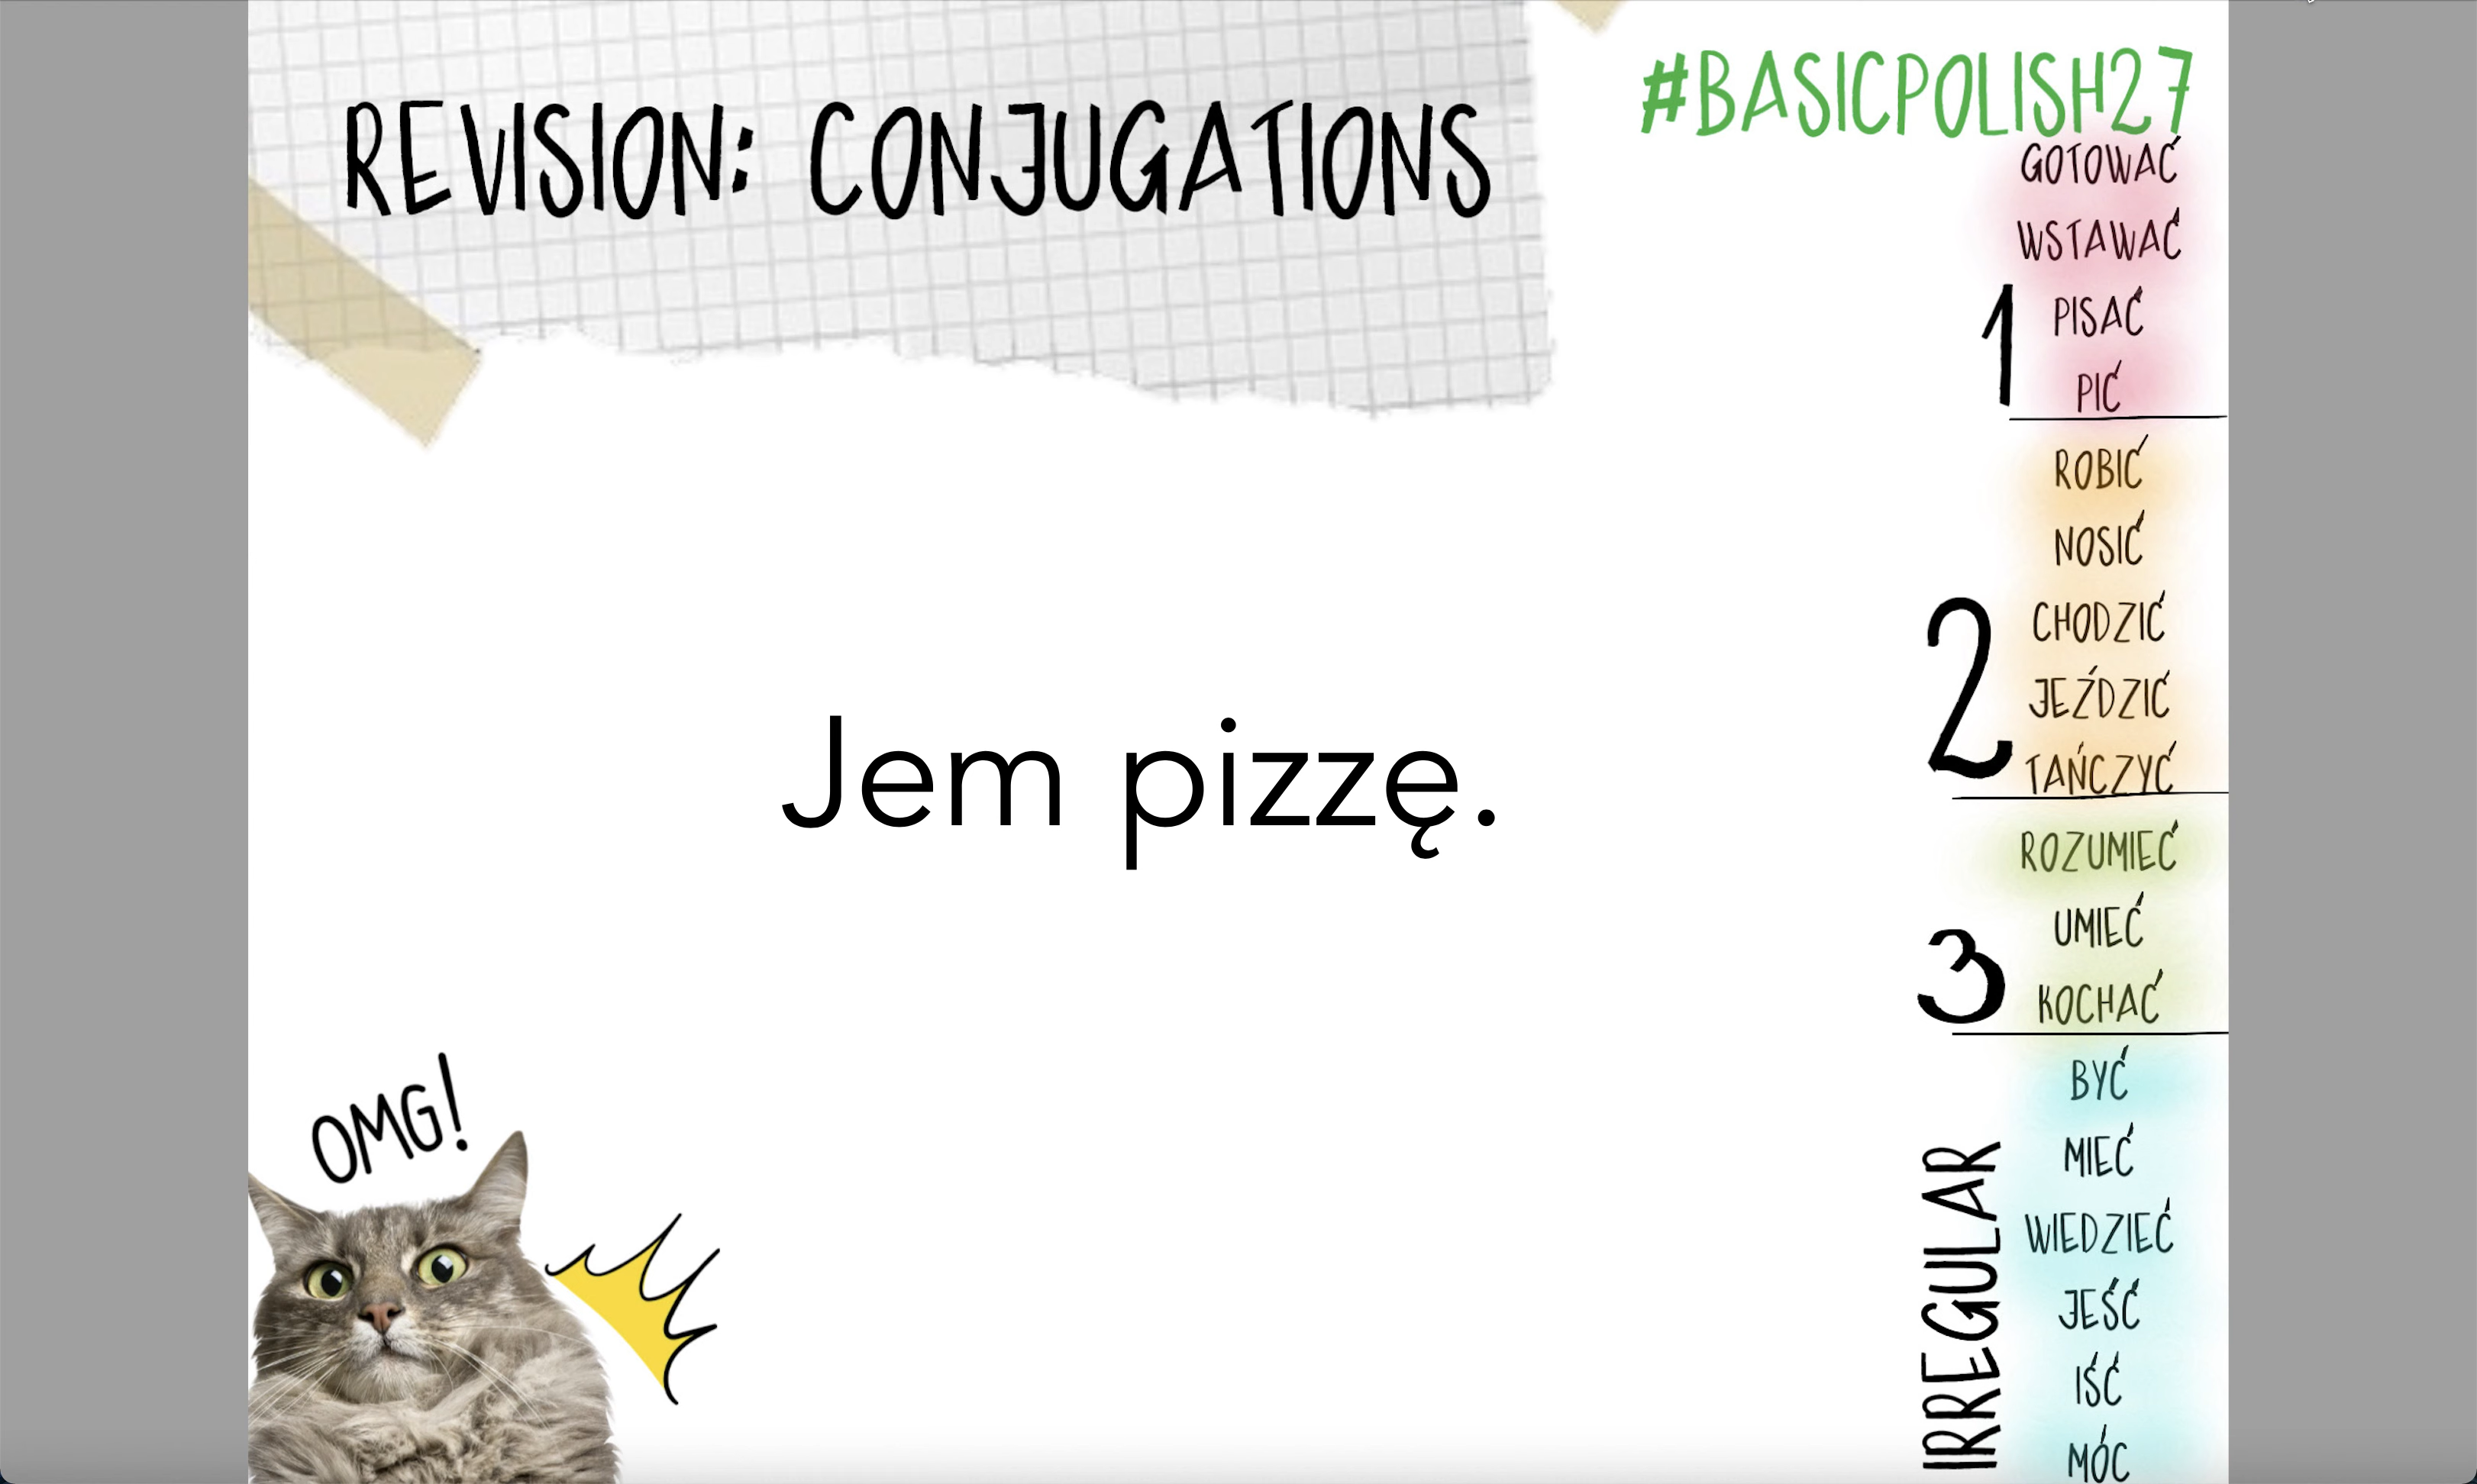 REVISION: CONJUGATIONS
#BASICPOLISH27
GOTOWAĆ
WSTAWAĆ
1
PISAĆ
PIĆ
ROBIĆ
NOSIĆ
CHODZIĆ
2
JEŹDZIĆ
TAŃCZYĆ
Jem pizzę.
ROZUMIEĆ
UMIEĆ
3
KOCHAĆ
OMG!
IRREGULAR
BYĆ
MIEĆ
WIEDZIEĆ
JEŚĆ
IŚĆ
MÓC